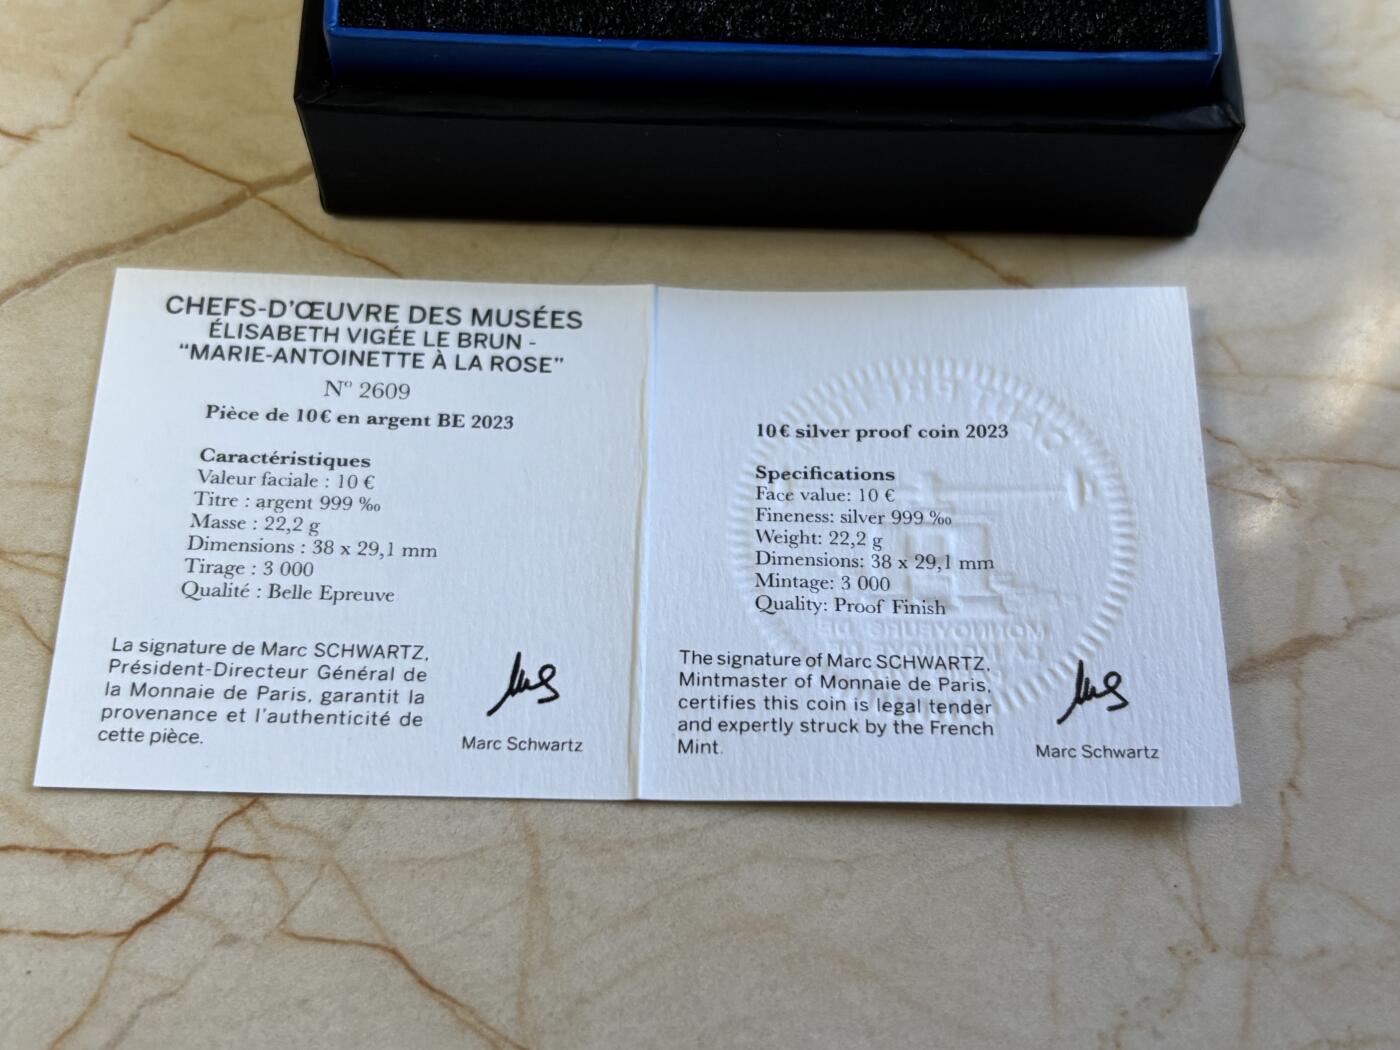 CHEFS-D'ŒUVRE DES MUSÉES
ÉLISABETH VIGÉE LE BRUN -
“MARIE-ANTOINETTE À LA ROSE”
N° 2609
Pièce de 10€ en argent BE 2023
Caractéristiques
Valeur faciale : 10 €
Titre : argent 999 ‰
Masse : 22,2 g
Dimensions : 38 x 29,1 mm
Tirage : 3 000
Qualité : Belle Epreuve
La signature de Marc SCHWARTZ,
Président-Directeur Général de
la Monnaie de Paris, garantit la
provenance et l'authenticité de
cette pièce.
Marc Schwartz
10€ silver proof coin 2023
Specifications
Face value: 10 €
Fineness: silver 999 ‰
Weight: 22,2 g
Dimensions: 38 x 29,1 mm
Mintage: 3 000
Quality: Proof Finish
The signature of Marc SCHWARTZ,
Mintmaster of Monnaie de Paris,
certifies this coin is legal tender
and expertly struck by the French
Mint.
Marc Schwartz